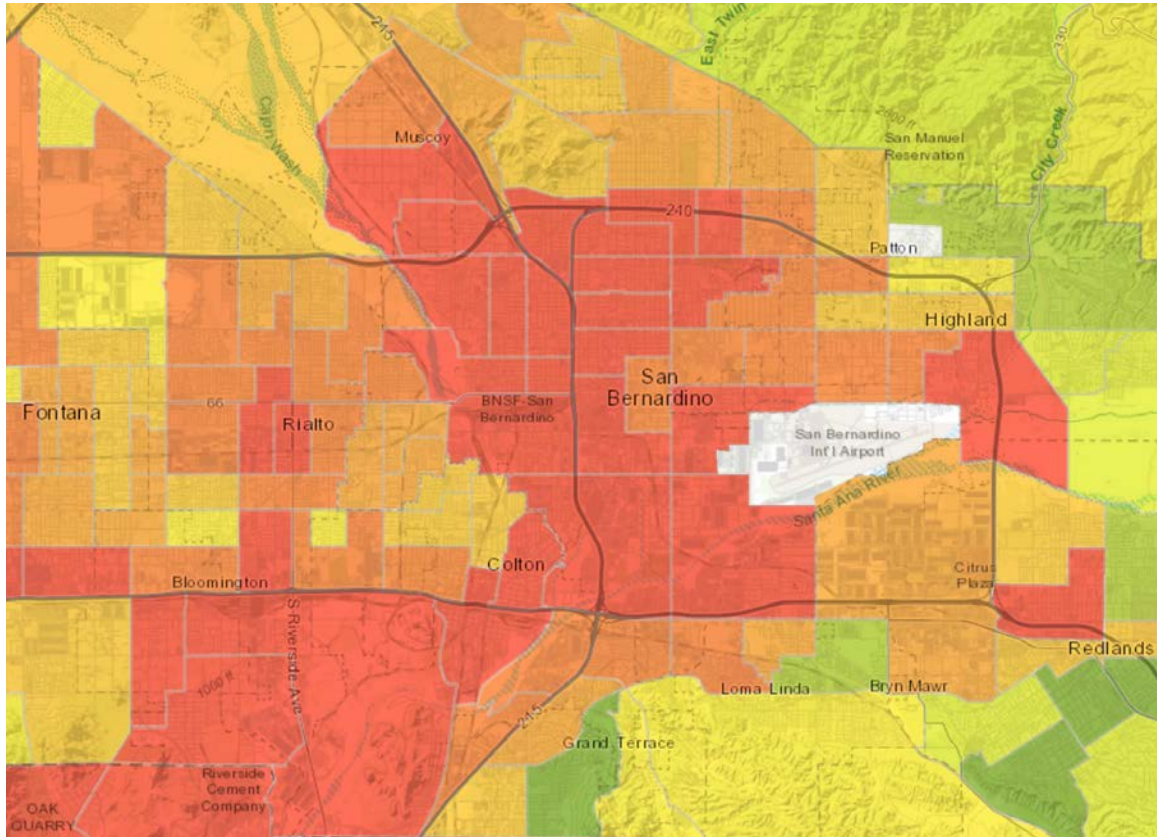 245
East Twin
330
Cajon Wash
Muscoy
2800 ft
San Manuel
Reservation
City Creek
240
Patton
Highland
San
Bernardino
BNSF-San
Bernardino
Fontana
66
Rialto
San Bernardino
Int'l Airport
Santa Ana River
Colton
Citrus
Plaza
Bloomington
S Riverside Ave
Redlands
1000 ft
Loma Linda
Bryn Mawr
215
Grand Terrace
Riverside
Cement
Company
OAK
QUARRY